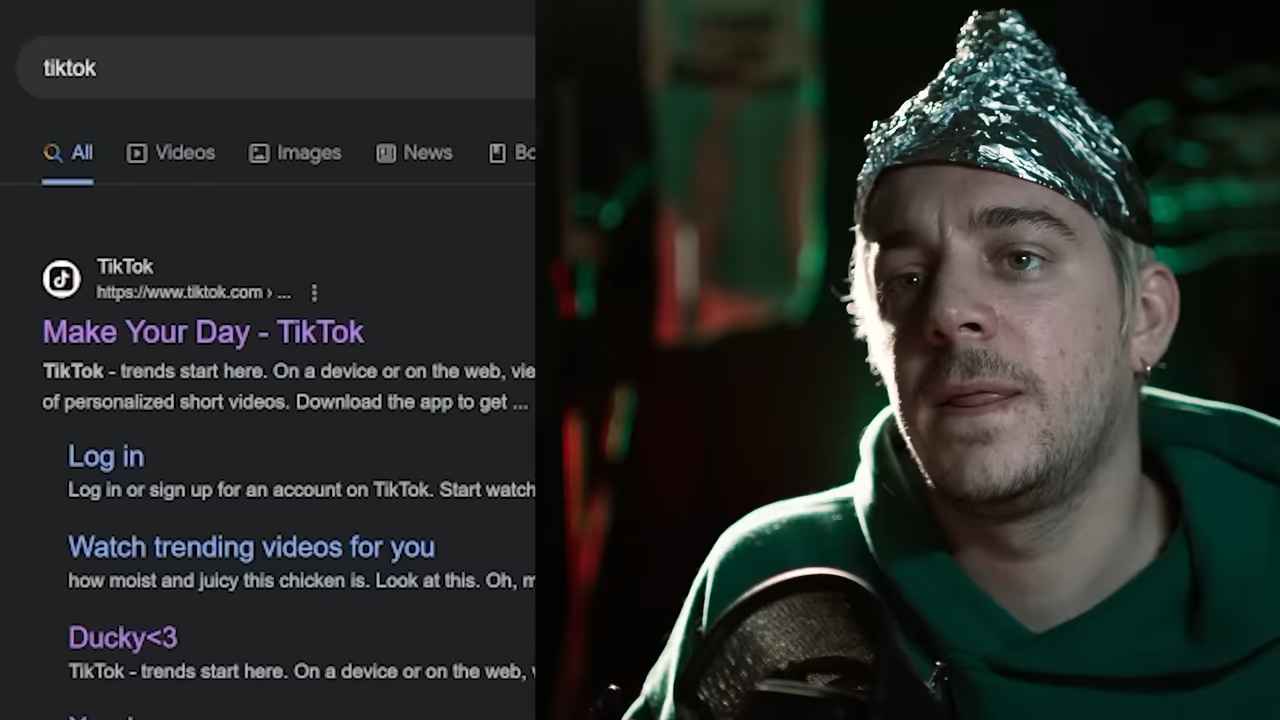 tiktok
All
Videos
Images
News
TikTok
https://www.tiktok.com › ...
Make Your Day - TikTok
TikTok - trends start here. On a device or on the web,
of personalized short videos. Download the app to get ...
Log in
Log in or sign up for an account on TikTok. Start
Watch trending videos for you
how moist and juicy this chicken is. Look at this. Oh,
Ducky<3
TikTok - trends start here. On a device or on the web,